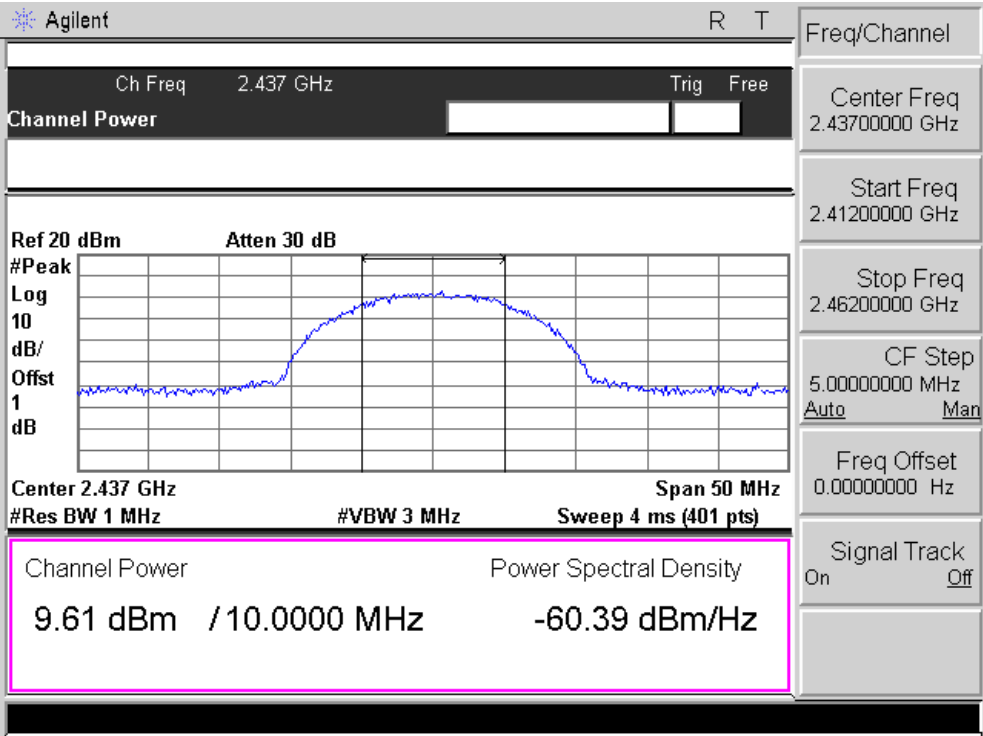 Agilent R T
Ch Freq 2.437 GHz Trig Free
Channel Power
Ref 20 dBm Atten 30 dB
#Peak
Log
10
dB/
Offst
1
dB
Center 2.437 GHz Span 50 MHz
#Res BW 1 MHz #VBW 3 MHz Sweep 4 ms (401 pts)
Channel Power Power Spectral Density
9.61 dBm / 10.0000 MHz -60.39 dBm/Hz
Freq/Channel
Center Freq
2.43700000 GHz
Start Freq
2.41200000 GHz
Stop Freq
2.46200000 GHz
CF Step
5.00000000 MHz
Auto Man
Freq Offset
0.00000000 Hz
Signal Track
On Off